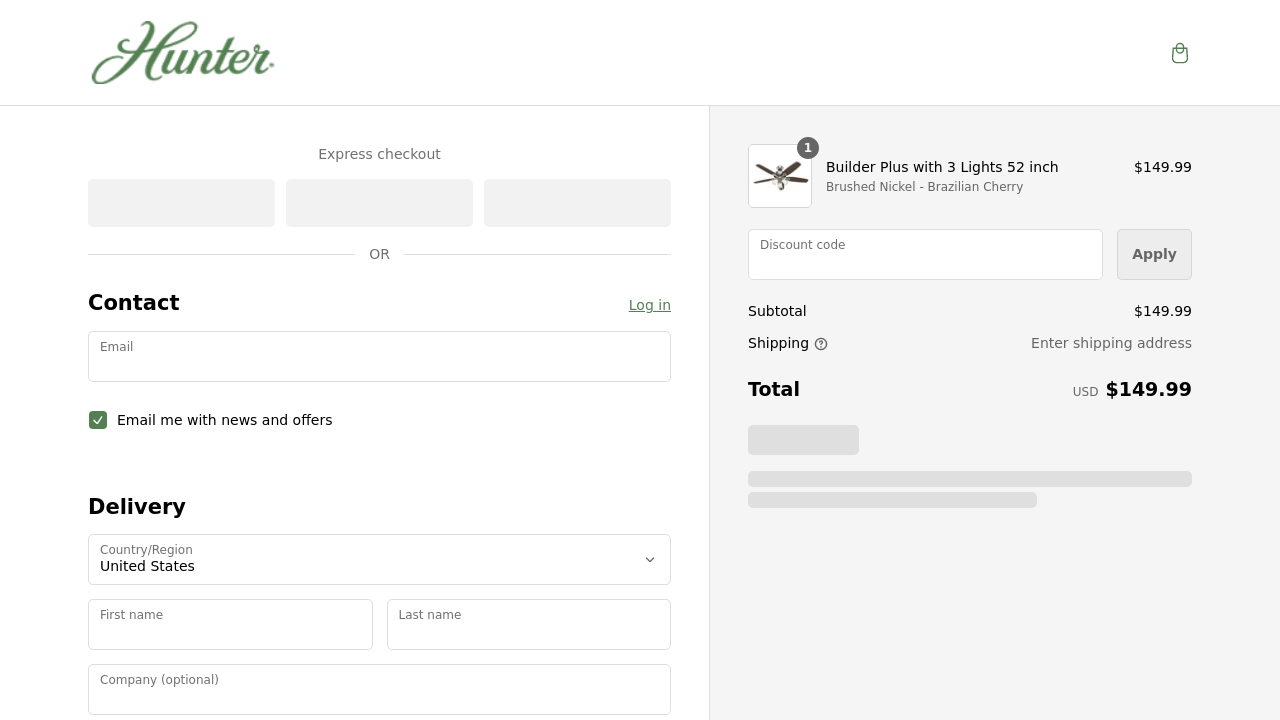 Hunter
Express checkout
OR
Contact
Log in
Email
Email me with news and offers
Delivery
Country/Region
United States
First name
Last name
Company (optional)
1
Builder Plus with 3 Lights 52 inch
$149.99
Brushed Nickel - Brazilian Cherry
Discount code
Apply
Subtotal
$149.99
Shipping
Enter shipping address
Total
USD $149.99